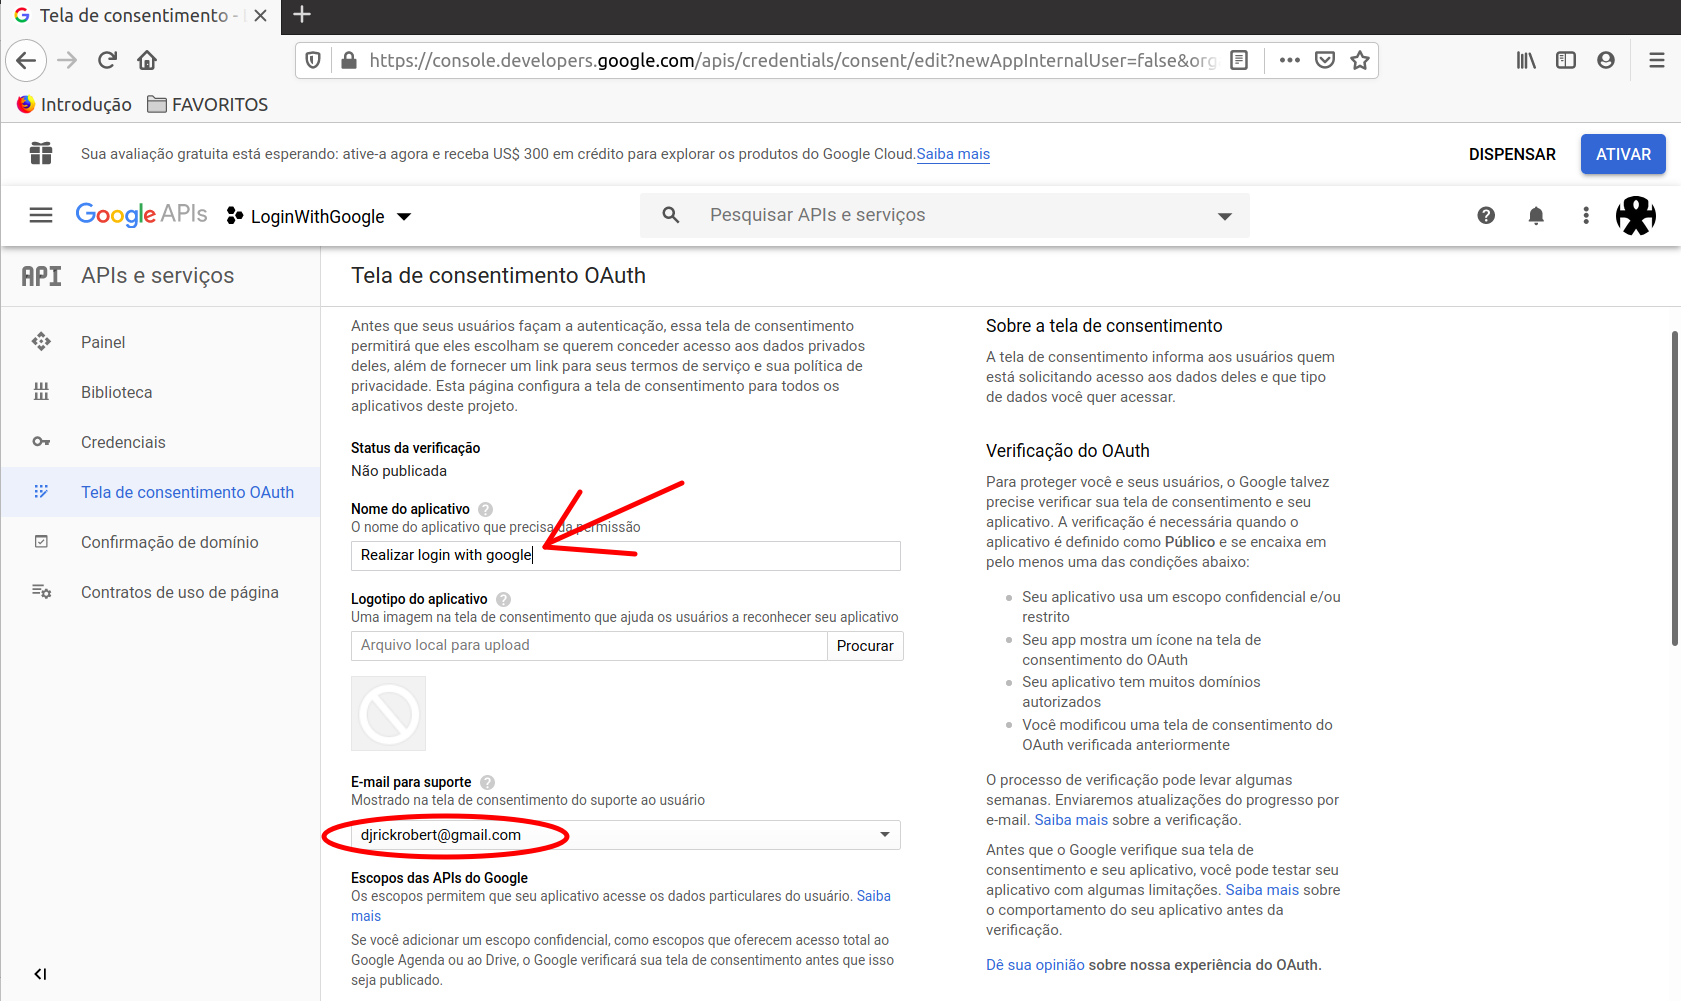 Tela de consentimento -
https://console.developers.google.com/apis/credentials/consent/edit?newAppInternalUser=false&org
Introdução FAVORITOS
Sua avaliação gratuita está esperando: ative-a agora e receba US$ 300 em crédito para explorar os produtos do Google Cloud.Saiba mais
DISPENSAR
ATIVAR
Google APIs
LoginWithGoogle
Pesquisar APIs e serviços
API APIs e serviços
Painel
Biblioteca
Credenciais
Tela de consentimento OAuth
Confirmação de domínio
Contratos de uso de página
Tela de consentimento OAuth
Antes que seus usuários façam a autenticação, essa tela de consentimento
permitirá que eles escolham se querem conceder acesso aos dados privados
deles, além de fornecer um link para seus termos de serviço e sua política de
privacidade. Esta página configura a tela de consentimento para todos os
aplicativos deste projeto.
Status da verificação
Não publicada
Nome do aplicativo ?
O nome do aplicativo que precisa da permissão
Realizar login with google
Logotipo do aplicativo ?
Uma imagem na tela de consentimento que ajuda os usuários a reconhecer seu aplicativo
Arquivo local para upload
Procurar
E-mail para suporte ?
Mostrado na tela de consentimento do suporte ao usuário
djrickrobert@gmail.com
Escopos das APIs do Google
Os escopos permitem que seu aplicativo acesse os dados particulares do usuário. Saiba
mais
Se você adicionar um escopo confidencial, como escopos que oferecem acesso total ao
Google Agenda ou ao Drive, o Google verificará sua tela de consentimento antes que isso
seja publicado.
Sobre a tela de consentimento
A tela de consentimento informa aos usuários quem
está solicitando acesso aos dados deles e que tipo
de dados você quer acessar.
Verificação do OAuth
Para proteger você e seus usuários, o Google talvez
precise verificar sua tela de consentimento e seu
aplicativo. A verificação é necessária quando o
aplicativo é definido como Público e se encaixa em
pelo menos uma das condições abaixo:
Seu aplicativo usa um escopo confidencial e/ou
restrito
Seu app mostra um ícone na tela de
consentimento do OAuth
Seu aplicativo tem muitos domínios
autorizados
Você modificou uma tela de consentimento do
OAuth verificada anteriormente
O processo de verificação pode levar algumas
semanas. Enviaremos atualizações do progresso por
e-mail. Saiba mais sobre a verificação.
Antes que o Google verifique sua tela de
consentimento e seu aplicativo, você pode testar seu
aplicativo com algumas limitações. Saiba mais sobre
o comportamento do seu aplicativo antes da
verificação.
Dê sua opinião sobre nossa experiência do OAuth.